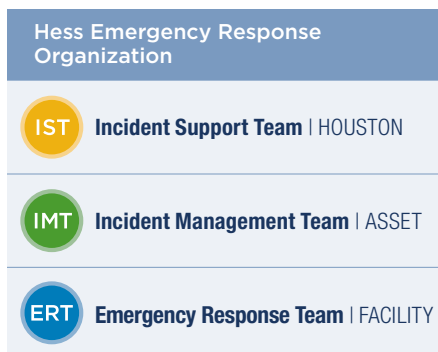 Hess Emergency Response
Organization
IST Incident Support Team | HOUSTON
IMT Incident Management Team | ASSET
ERT Emergency Response Team | FACILITY